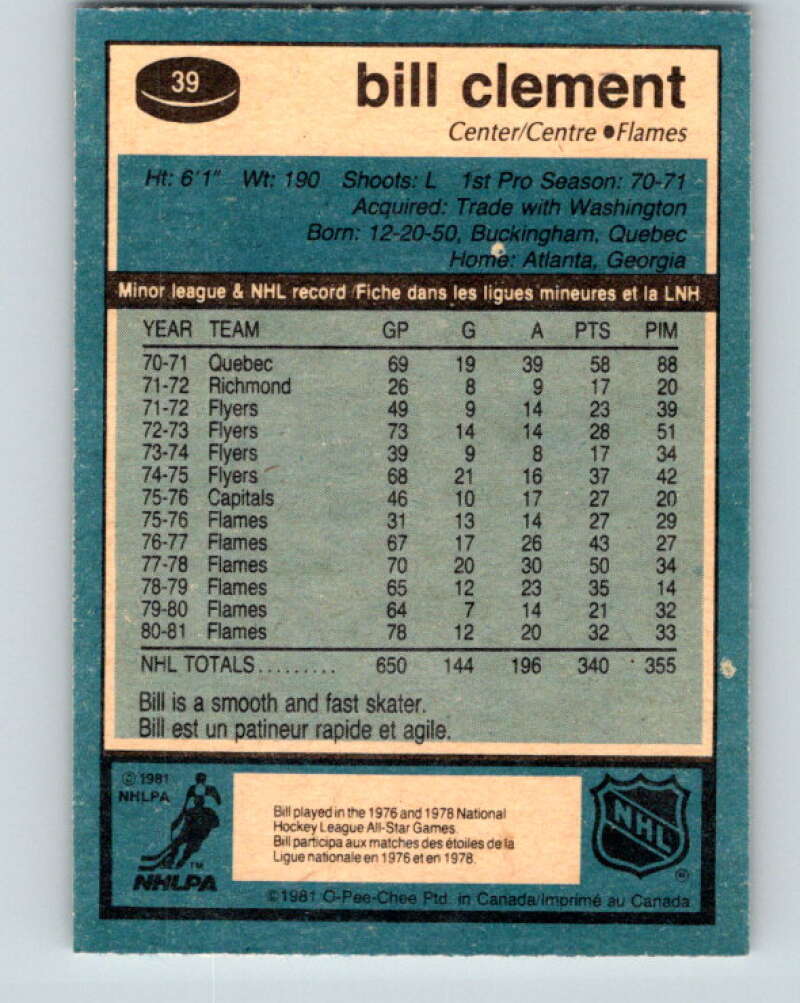 39
bill clement
Center/Centre ●Flames
Ht: 6'1" Wt: 190 Shoots: L 1st Pro Season: 70-71
Acquired: Trade with Washington
Born: 12-20-50, Buckingham, Quebec
Home: Atlanta, Georgia
Minor league & NHL record/Fiche dans les ligues mineures et la LNH
YEAR TEAM GP G A PTS PIM
70-71 Quebec 69 19 39 58 88
71-72 Richmond 26 8 9 17 20
71-72 Flyers 49 9 14 23 39
72-73 Flyers 73 14 14 28 51
73-74 Flyers 39 9 8 17 34
74-75 Flyers 68 21 16 37 42
75-76 Capitals 46 10 17 27 20
75-76 Flames 31 13 14 27 29
76-77 Flames 67 17 26 43 27
77-78 Flames 70 20 30 50 34
78-79 Flames 65 12 23 35 14
79-80 Flames 64 7 14 21 32
80-81 Flames 78 12 20 32 33
NHL TOTALS......... 650 144 196 340 355
Bill is a smooth and fast skater.
Bill est un patineur rapide et agile.
© 1981
NHLPA
TM
NHLPA
Bill played in the 1976 and 1978 National
Hockey League All-Star Games.
Bill participa aux matches des étoiles de la
Ligue nationale en 1976 et en 1978.
NHL
®
©1981 O-Pee-Chee Ptd. in Canada/Imprimé au Canada